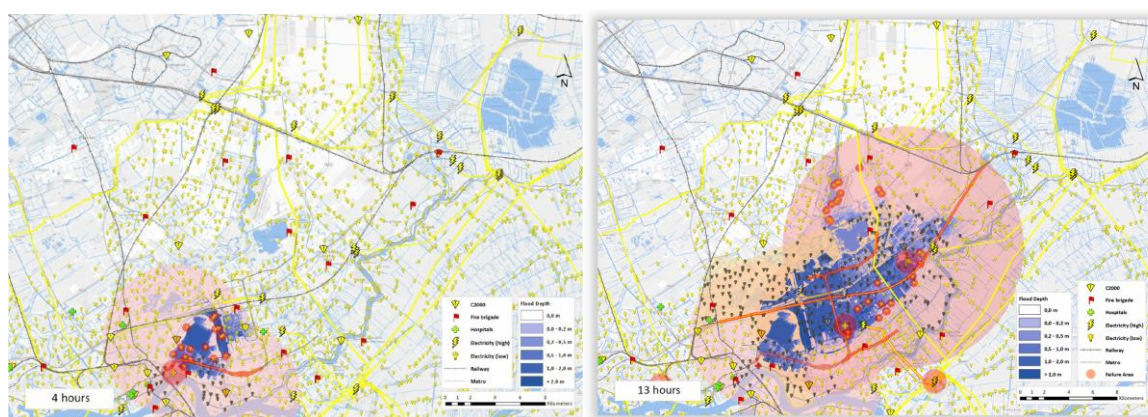 N
C2000
Fire brigade
Hospitals
Electricity (high)
Electricity (low)
Railway
Metro
Flood Depth
0,0 m
0,0 - 0,2 m
0,2 - 0,5 m
0,5 - 1,0 m
1,0 - 2,0 m
> 2,0 m
Kilometers
4 hours
N
Flood Depth
0,0 m
0,0 - 0,2 m
0,2 - 0,5 m
0,5 - 1,0 m
1,0 - 2,0 m
> 2,0 m
C2000
Fire brigade
Hospitals
Electricity (high)
Electricity (low)
Railway
Metro
Failure Area
Kilometers
13 hours